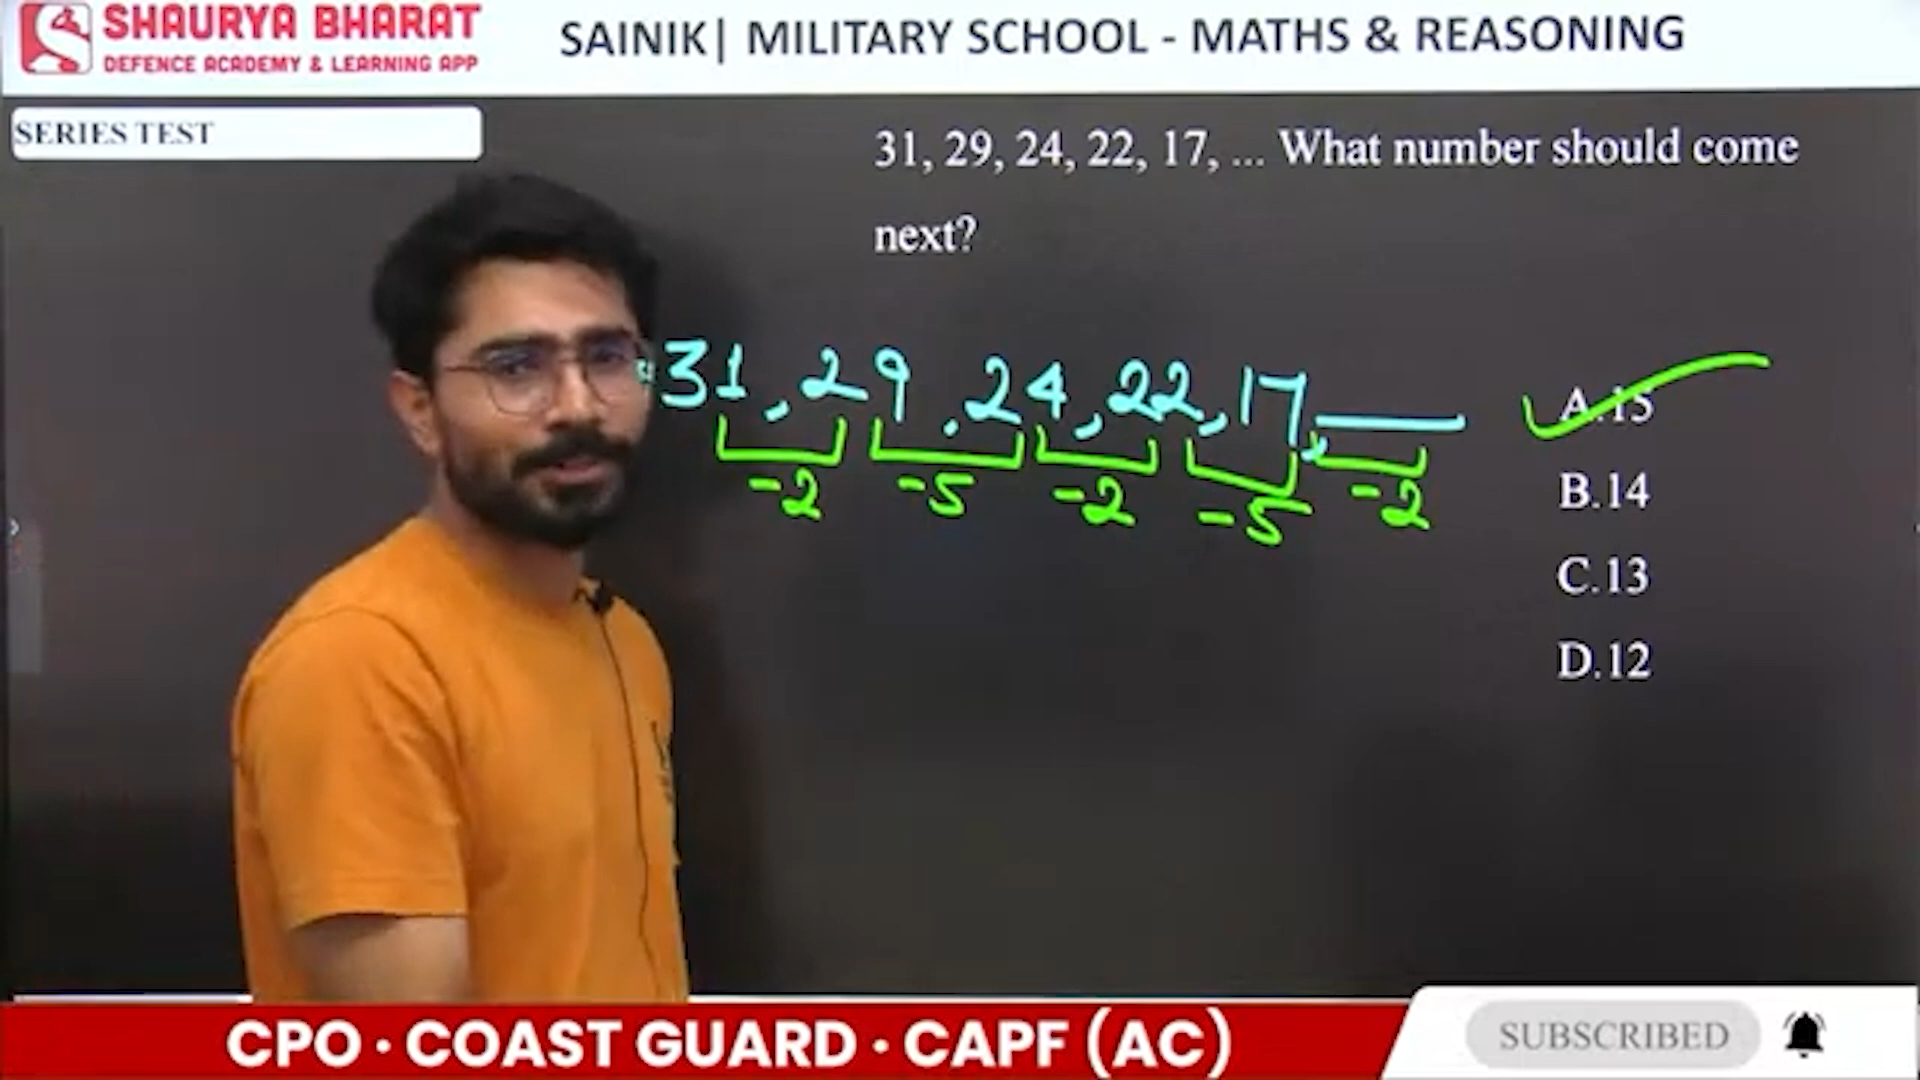 SHAURYA BHARAT
DEFENCE ACADEMY & LEARNING APP
SAINIK| MILITARY SCHOOL - MATHS & REASONING
SERIES TEST
31, 29, 24, 22, 17, ... What number should come
next?
31, 29, 24, 22, 17, ___
-2 -5 -2 -5 -2
A.15
B.14
C.13
D.12
CPO · COAST GUARD · CAPF (AC)
SUBSCRIBED